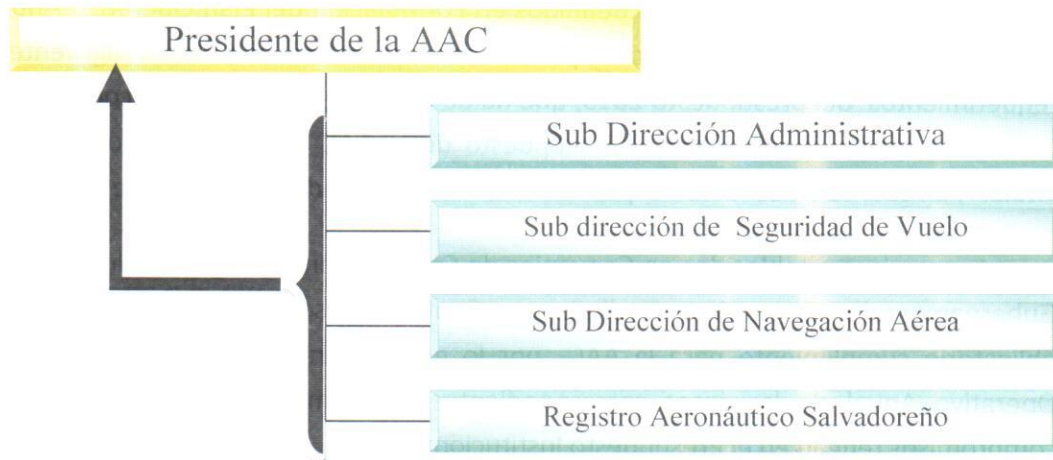 Presidente de la AAC
Sub Dirección Administrativa
Sub dirección de Seguridad de Vuelo
Sub Dirección de Navegación Aérea
Registro Aeronáutico Salvadoreño